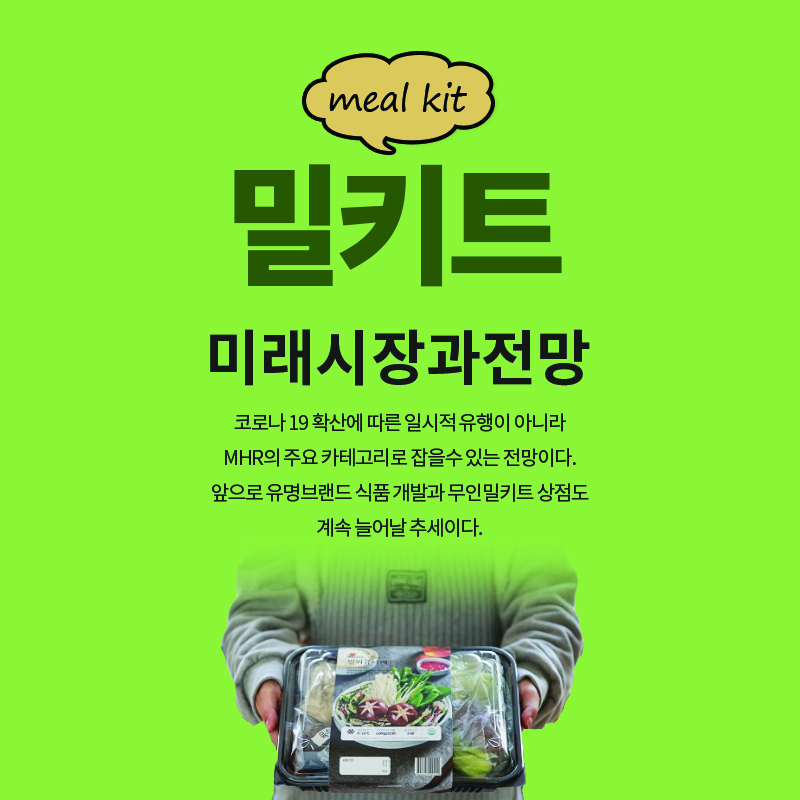 meal kit
밀키트
미래시장과전망
코로나 19 확산에 따른 일시적 유행이 아니라
MHR의 주요 카테고리로 잡을수 있는 전망이다.
앞으로 유명브랜드 식품 개발과 무인밀키트 상점도
계속 늘어날 추세이다.